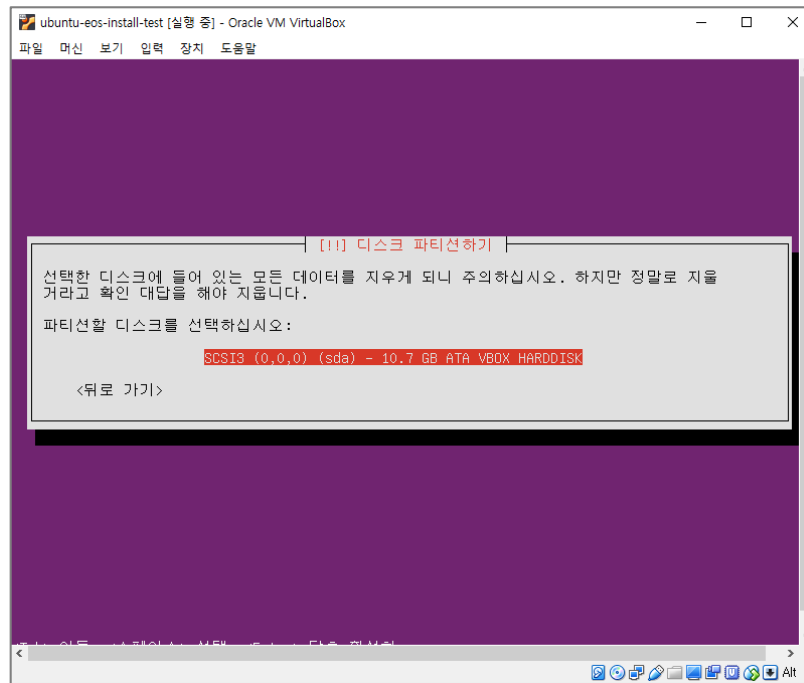 ubuntu-eos-install-test [실행 중] - Oracle VM VirtualBox
파일 머신 보기 입력 장치 도움말
[!!] 디스크 파티션하기
선택한 디스크에 들어 있는 모든 데이터를 지우게 되니 주의하십시오. 하지만 정말로 지울
거라고 확인 대답을 해야 지웁니다.
파티션할 디스크를 선택하십시오:
SCSI3 (0,0,0) (sda) - 10.7 GB ATA VBOX HARDDISK
<뒤로 가기>
Alt